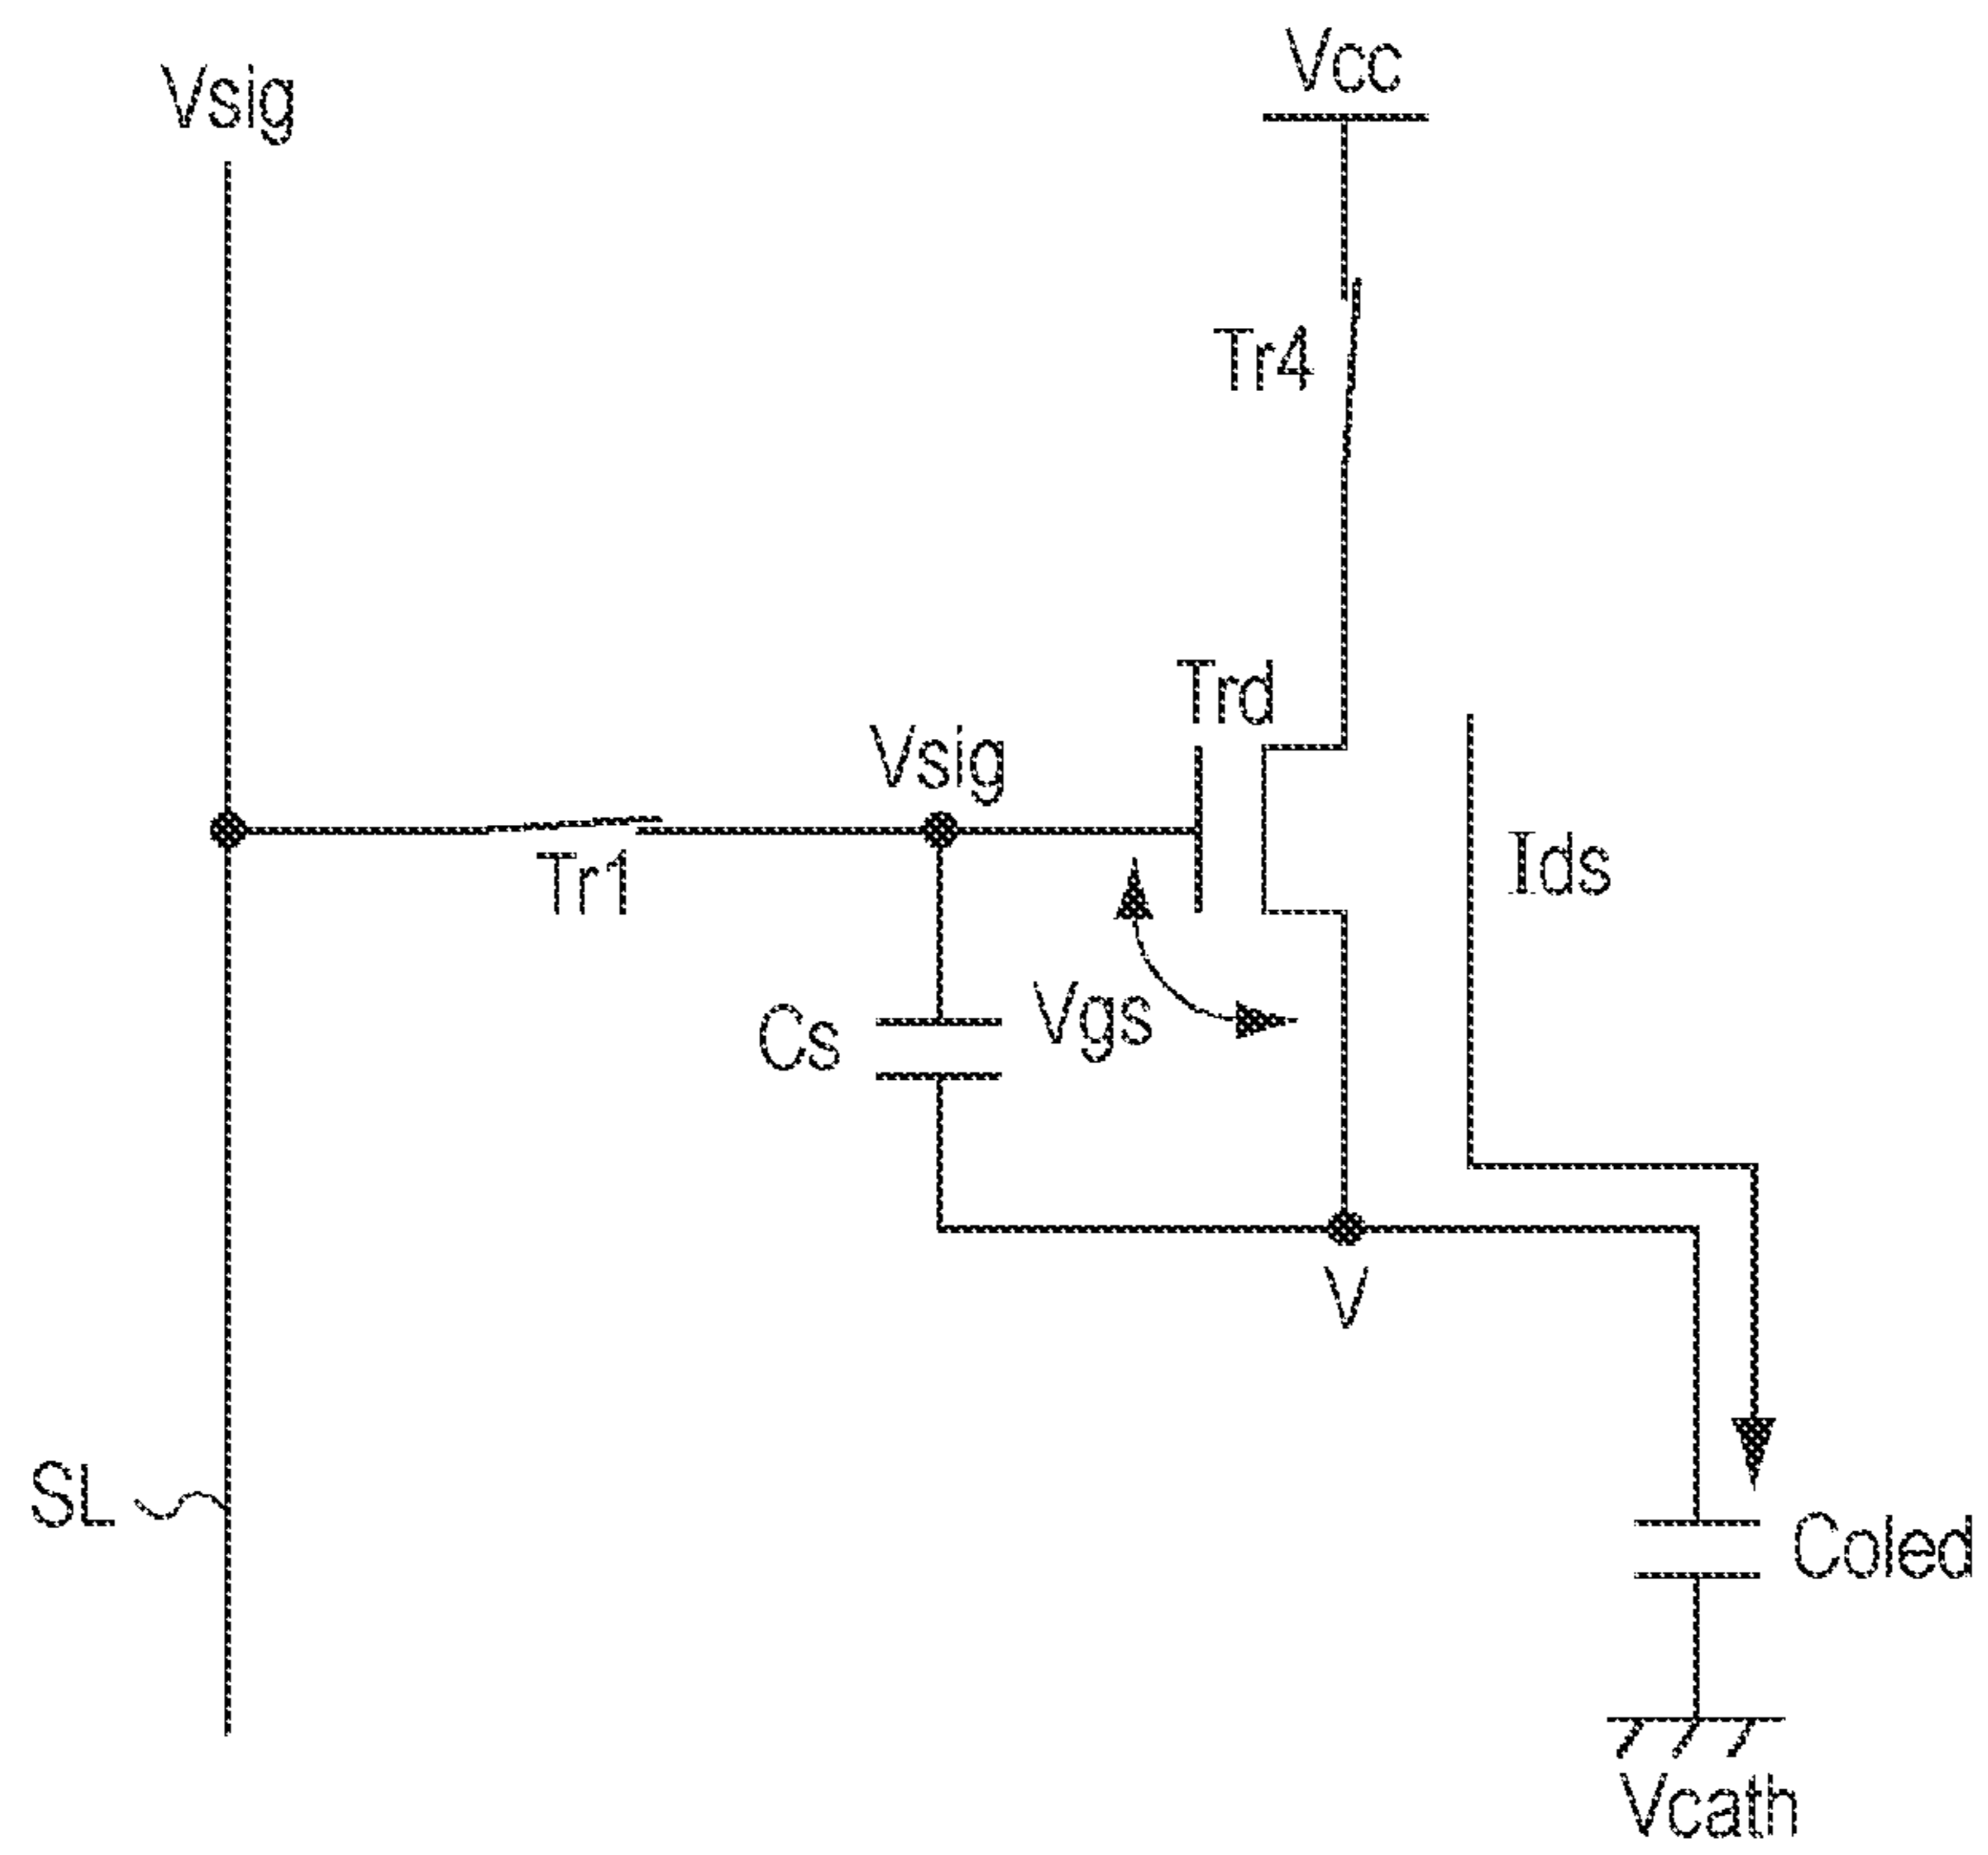 Vsig
Vcc
Tr4
Trd
Vsig
Ids
Tr1
Cs
Vgs
V
SL
Coled
Vcath